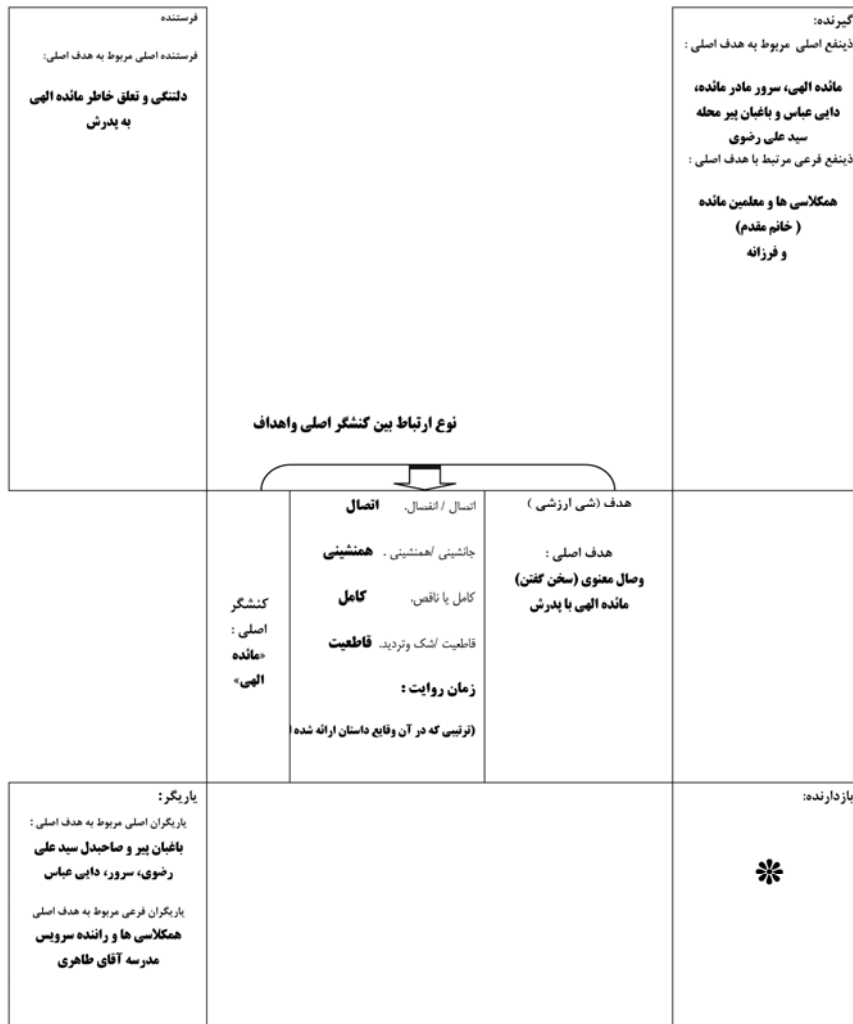 گیرنده:
ذینفع اصلی مربوط به هدف اصلی :
مائده الهی، سرور مادر مائده،
دایی عباس و باغبان پیر محله
سید علی رضوی
ذینفع فرعی مرتبط با هدف اصلی :
همکلاسی ها و معلمین مائده
( خانم مقدم)
و فرزانه
فرستنده
فرستنده اصلی مربوط به هدف اصلی:
دلتنگی و تعلق خاطر مائده الهی
به پدرش
نوع ارتباط بین کنشگر اصلی واهداف
هدف (شی ارزشی )
هدف اصلی :
وصال معنوی (سخن گفتن)
مائده الهی با پدرش
اتصال / انفصال. اتصال
جانشینی /همنشینی . همنشینی
کامل یا ناقص. کامل
قاطعیت /شک وتردید. قاطعیت
زمان روایت :
(ترتیبی که در آن وقایع داستان ارائه شده ا
کنشگر
اصلی :
«مائده
الهی»
بازدارنده:
یاریگر:
یاریگران اصلی مربوط به هدف اصلی :
باغبان پیر و صاحبدل سید علی
رضوی، سرور، دایی عباس
یاریگران فرعی مربوط به هدف اصلی
همکلاسی ها و راننده سرویس
مدرسه آقای طاهری